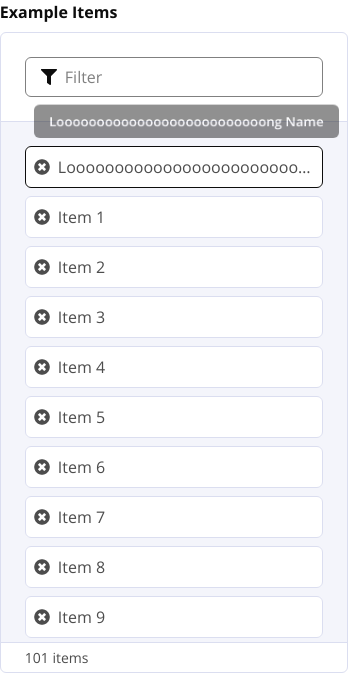 Example Items
Filter
Looooooooooooooooooooooooooong Name
Loooooooooooooooooooooooo...
Item 1
Item 2
Item 3
Item 4
Item 5
Item 6
Item 7
Item 8
Item 9
101 items